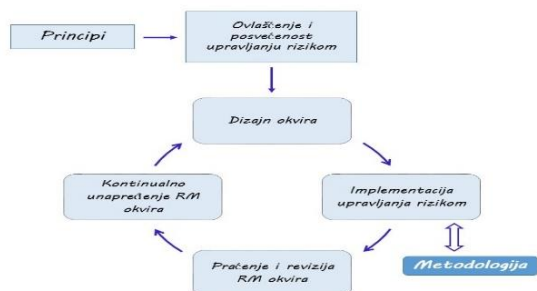 Principi
Ovlašćenje i
posvećenost
upravljanju rizikom
Dizajn okvira
Kontinualno
unapređenje RM
okvira
Implementacija
upravljanja rizikom
Praćenje i revizija
RM okvira
Metodologija